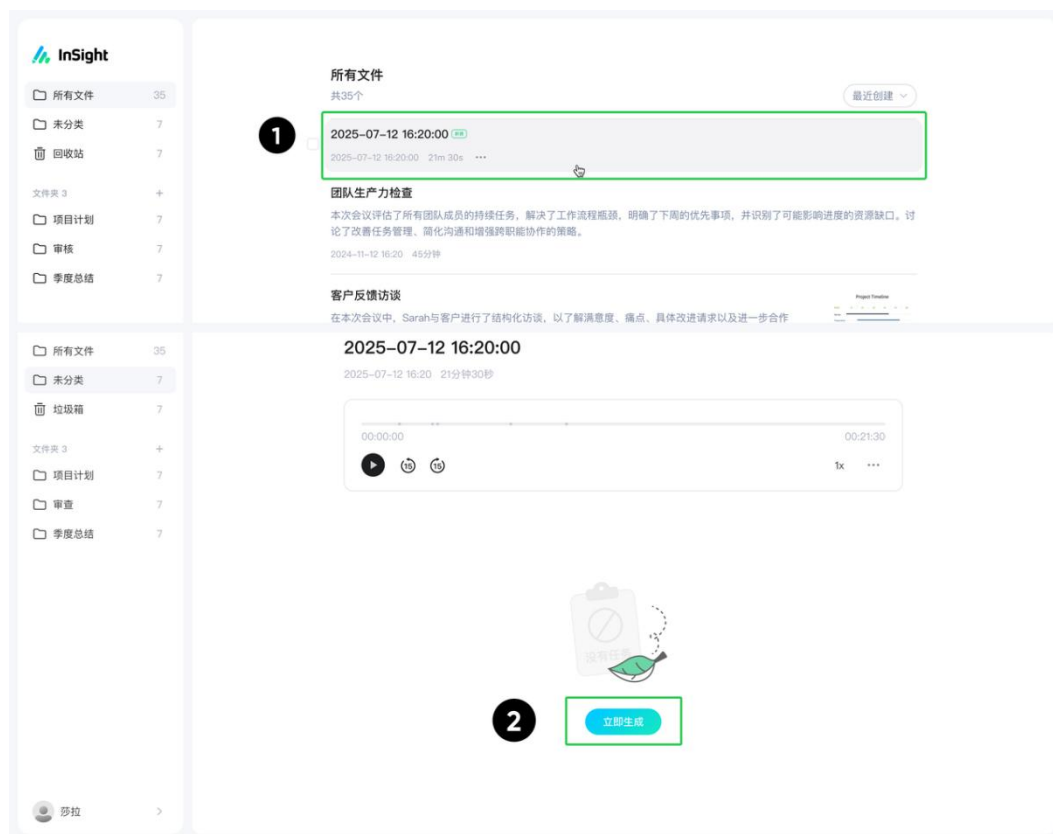 InSight
所有文件 35
未分类 7
回收站 7
文件夹 3 +
项目计划 7
审核 7
季度总结 7
所有文件
共35个
最近创建
1
2025-07-12 16:20:00
2025-07-12 16:20:00 21m 30s ···
团队生产力检查
本次会议评估了所有团队成员的持续任务，解决了工作流程瓶颈，明确了下周的优先事项，并识别了可能影响进度的资源缺口。讨
论了改善任务管理、简化沟通和增强跨职能协作的策略。
2024-11-12 16:20 45分钟
客户反馈访谈
在本次会议中，Sarah与客户进行了结构化访谈，以了解满意度、痛点、具体改进请求以及进一步合作
Project Timeline
所有文件 35
未分类 7
垃圾箱 7
文件夹 3 +
项目计划 7
审查 7
季度总结 7
莎拉
2025-07-12 16:20:00
2025-07-12 16:20 21分钟30秒
00:00:00 00:21:30
15 15 1x ···
没有任务
2
立即生成